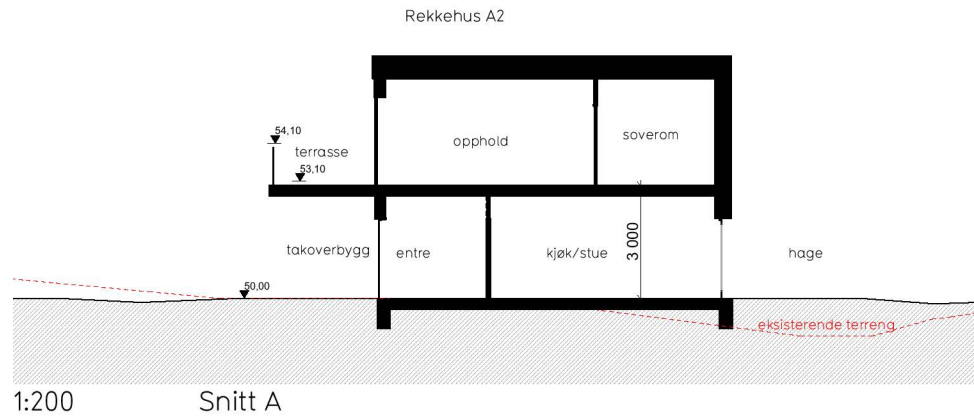 Rekkehus A2
54,10
terrasse
53,10
opphold
soverom
takoverbygg
entre
kjøk/stue
3 000
hage
50,00
eksisterende terreng
1:200
Snitt A